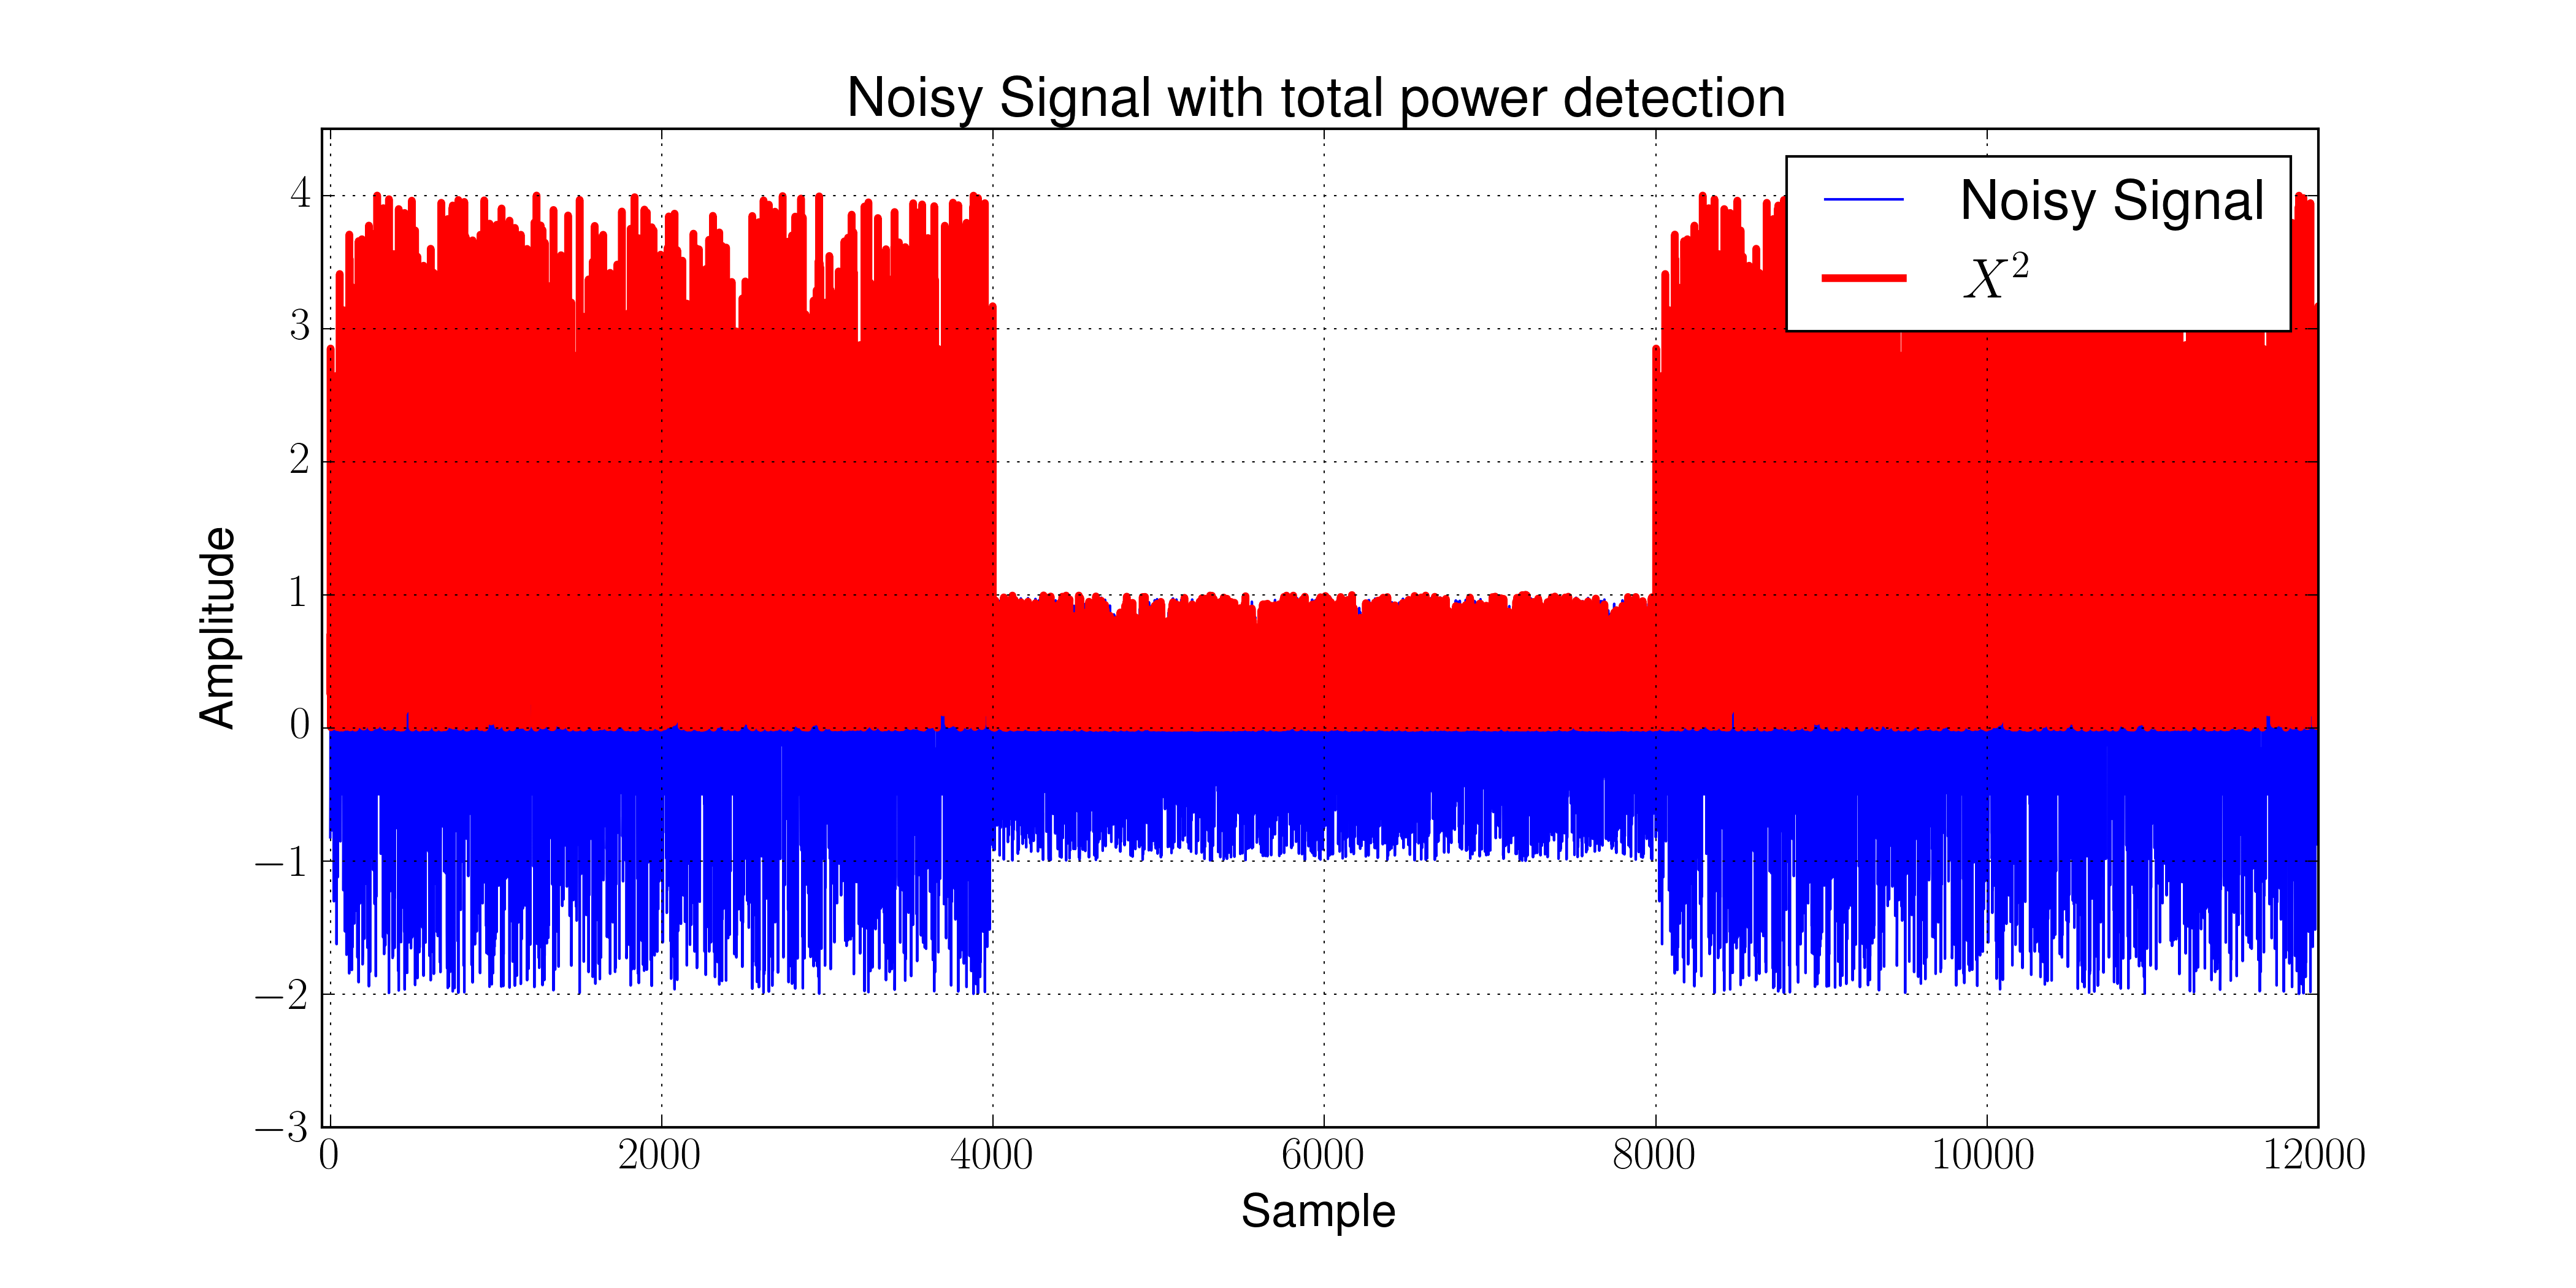 Noisy Signal with total power detection
Noisy Signal
X²
Amplitude
4
3
2
1
0
−1
−2
−3
0 2000 4000 6000 8000 10000 12000
Sample